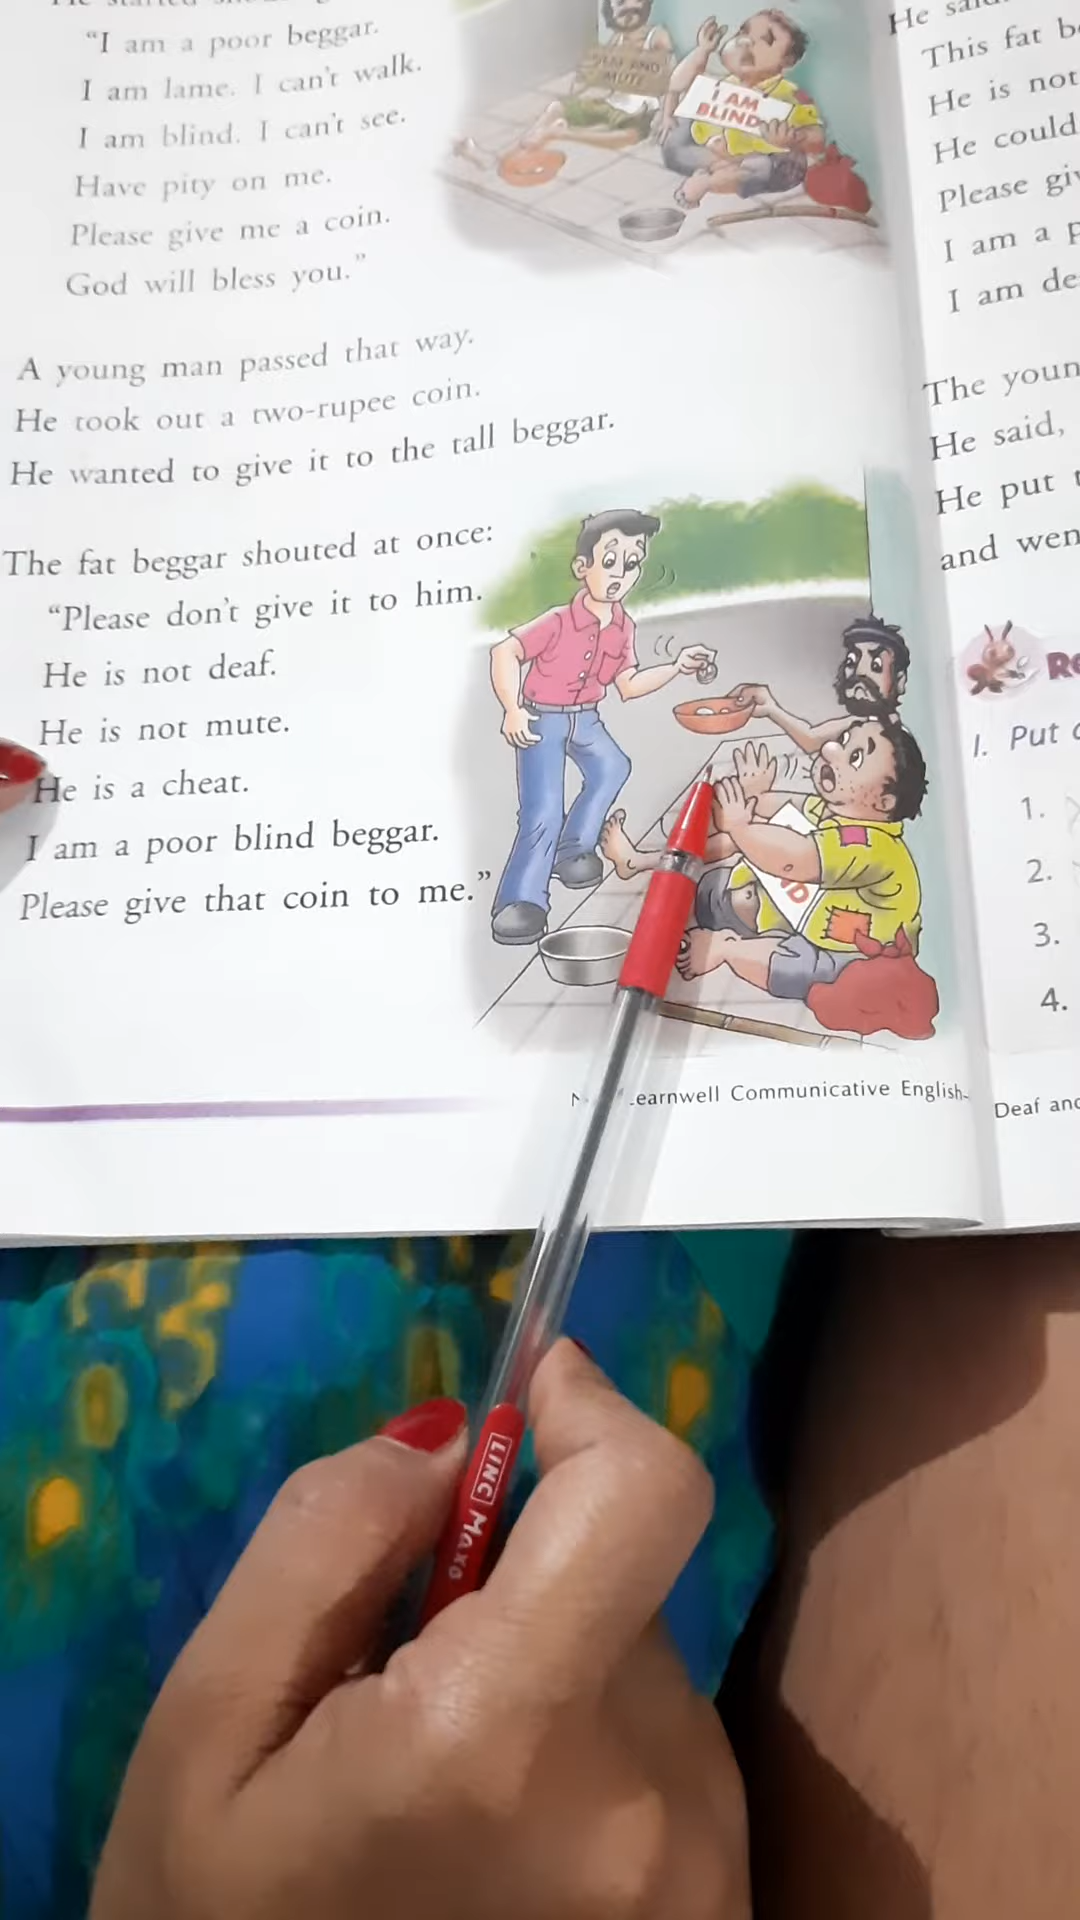 "I am a poor beggar.
I am lame. I can't walk.
I am blind. I can't see.
Have pity on me.
Please give me a coin.
God will bless you."
DEAF AND
MUTE
I AM
BLIND
A young man passed that way.
He took out a two-rupee coin.
He wanted to give it to the tall beggar.
The fat beggar shouted at once:
"Please don't give it to him.
He is not deaf.
He is not mute.
He is a cheat.
I am a poor blind beggar.
Please give that coin to me."
Communicative English-
He
This fat
He is not
He could
Please
I am a
I am
The
He said,
He put
and
1. Put
1.
2.
3.
4.
Deaf
LINC Maxo